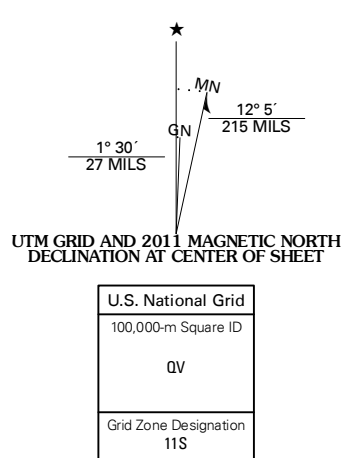 ★
MN
GN
12° 5´
215 MILS
1° 30´
27 MILS
UTM GRID AND 2011 MAGNETIC NORTH
DECLINATION AT CENTER OF SHEET
U.S. National Grid
100,000-m Square ID
QV
Grid Zone Designation
11S